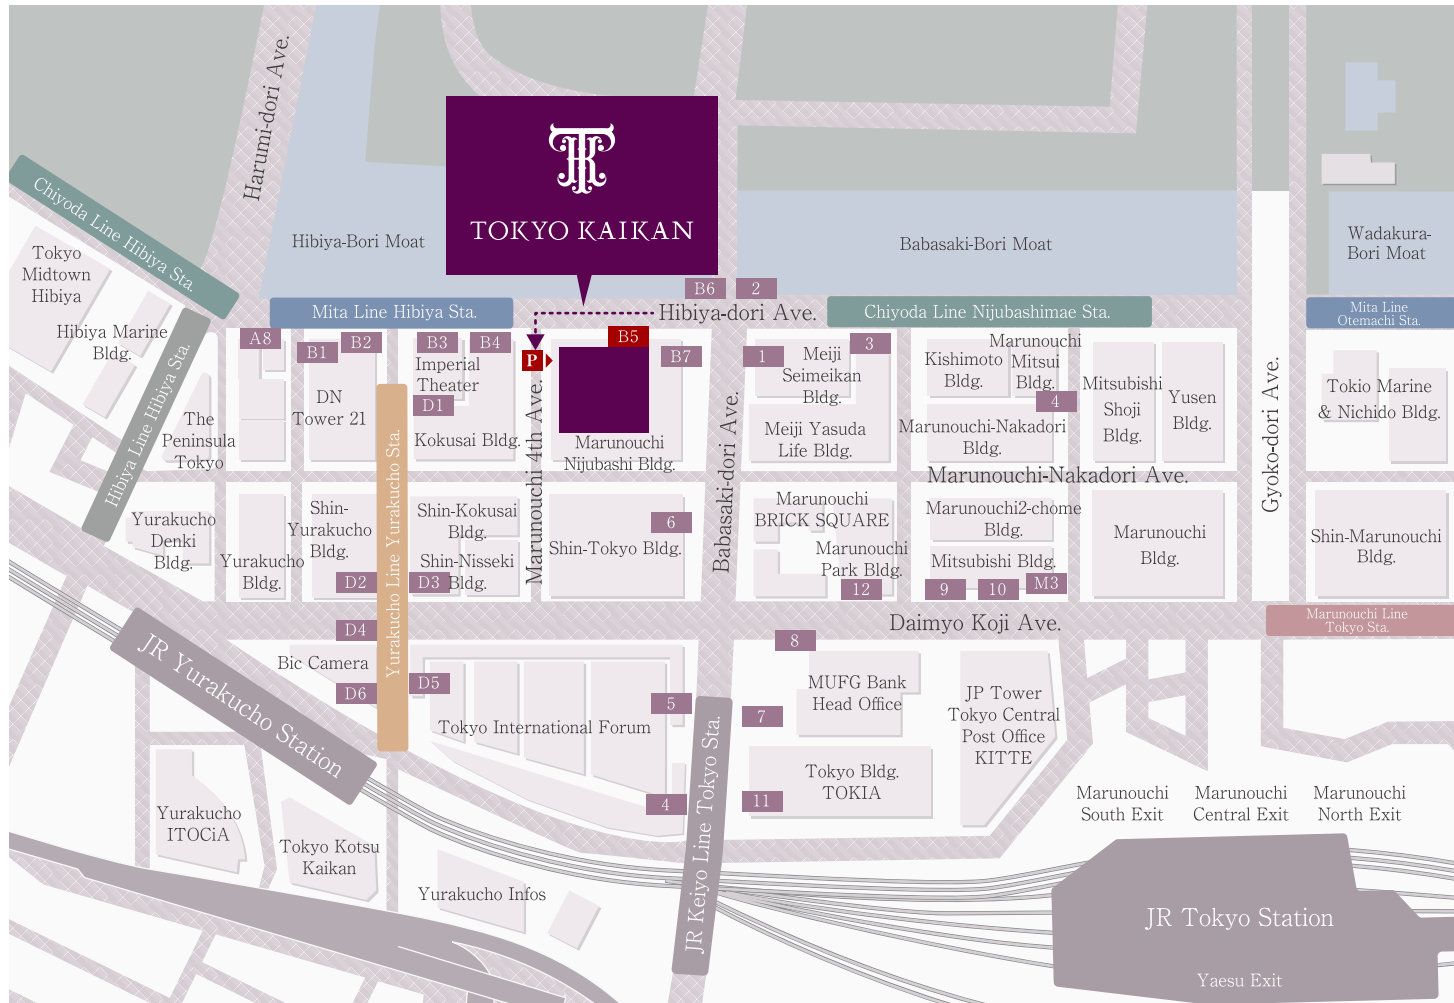 Harumi-dori Ave.
TOKYO KAIKAN
Chiyoda Line Hibiya Sta.
Hibiya-Bori Moat
Babasaki-Bori Moat
Wadakura-
Bori Moat
Tokyo
Midtown
Hibiya
B6
2
Mita Line Hibiya Sta.
Hibiya-dori Ave.
Chiyoda Line Nijubashimae Sta.
Mita Line
Otemachi Sta.
Hibiya Marine
Bldg.
Hibiya Line Hibiya Sta.
A8
B1
B2
B3
B4
B5
P
B7
1
3
Imperial
Theater
D1
Kokusai Bldg.
DN
Tower 21
The
Peninsula
Tokyo
Marunouchi 4th Ave.
Marunouchi
Nijubashi Bldg.
Babasaki-dori Ave.
Meiji
Seimeikan
Bldg.
Meiji Yasuda
Life Bldg.
Kishimoto
Bldg.
Marunouchi
Mitsui
Bldg.
4
Marunouchi-Nakadori
Bldg.
Mitsubishi
Shoji
Bldg.
Yusen
Bldg.
Gyoko-dori Ave.
Tokio Marine
& Nichido Bldg.
Marunouchi-Nakadori Ave.
Yurakucho Line Yurakucho Sta.
Yurakucho
Denki
Bldg.
Yurakucho
Bldg.
Shin-
Yurakucho
Bldg.
D2
Shin-Kokusai
Bldg.
Shin-Nisseki
Bldg.
D3
6
Shin-Tokyo Bldg.
Marunouchi
BRICK SQUARE
Marunouchi
Park Bldg.
12
Marunouchi2-chome
Bldg.
Mitsubishi Bldg.
9
10
M3
Marunouchi
Bldg.
Shin-Marunouchi
Bldg.
Daimyo Koji Ave.
Marunouchi Line
Tokyo Sta.
JR Yurakucho Station
D4
Bic Camera
D6
D5
Tokyo International Forum
5
4
JR Keiyo Line Tokyo Sta.
8
7
11
MUFG Bank
Head Office
Tokyo Bldg.
TOKIA
JP Tower
Tokyo Central
Post Office
KITTE
Marunouchi
South Exit
Marunouchi
Central Exit
Marunouchi
North Exit
Yurakucho
ITOCiA
Tokyo Kotsu
Kaikan
Yurakucho Infos
JR Tokyo Station
Yaesu Exit